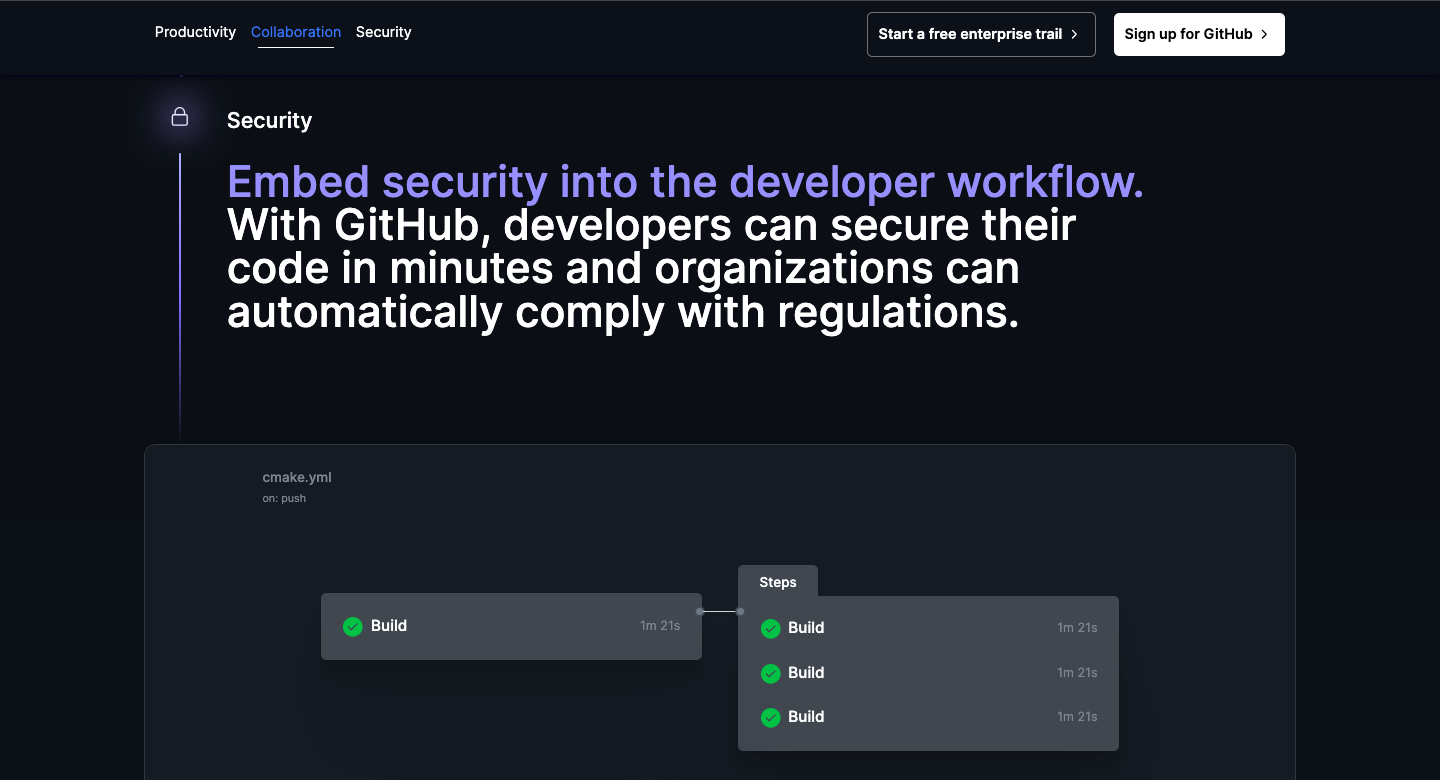 Productivity Collaboration Security
Start a free enterprise trail
Sign up for GitHub
Security
Embed security into the developer workflow.
With GitHub, developers can secure their
code in minutes and organizations can
automatically comply with regulations.
cmake.yml
on: push
Build 1m 21s
Steps
Build 1m 21s
Build 1m 21s
Build 1m 21s